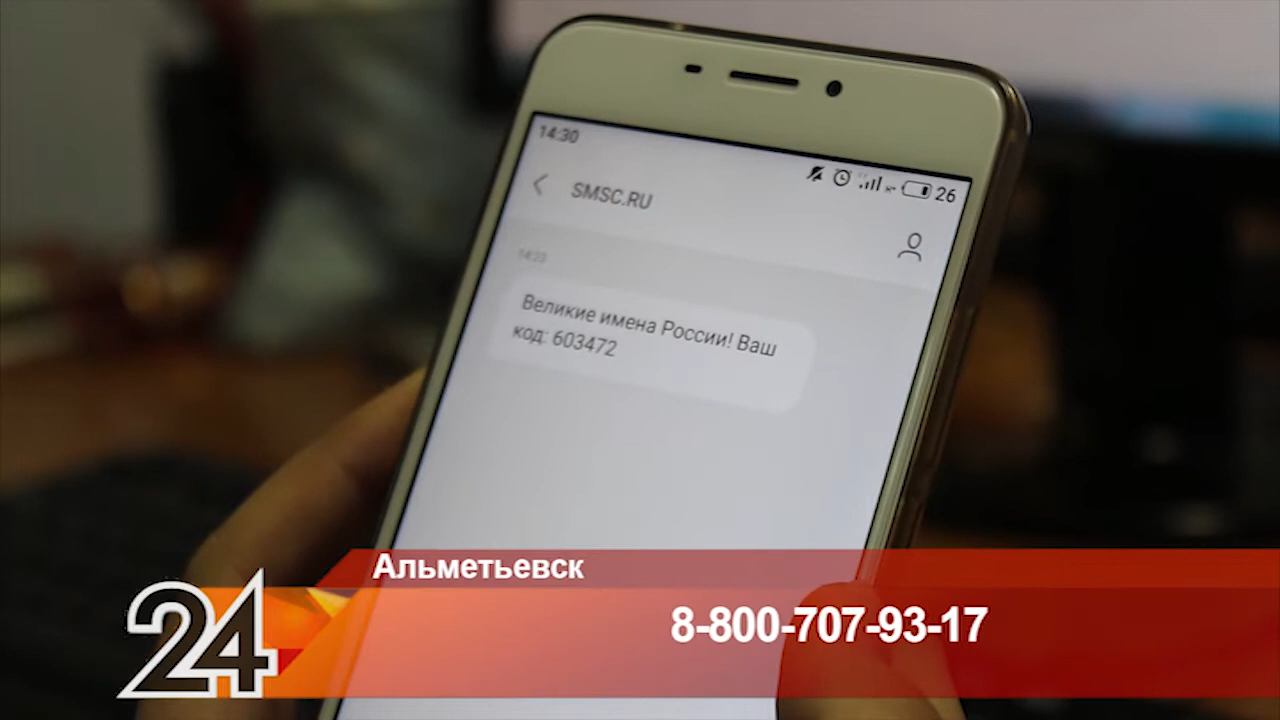 14:30
26
SMSC.RU
14:23
Великие имена России! Ваш
код: 603472
Альметьевск
24
8-800-707-93-17